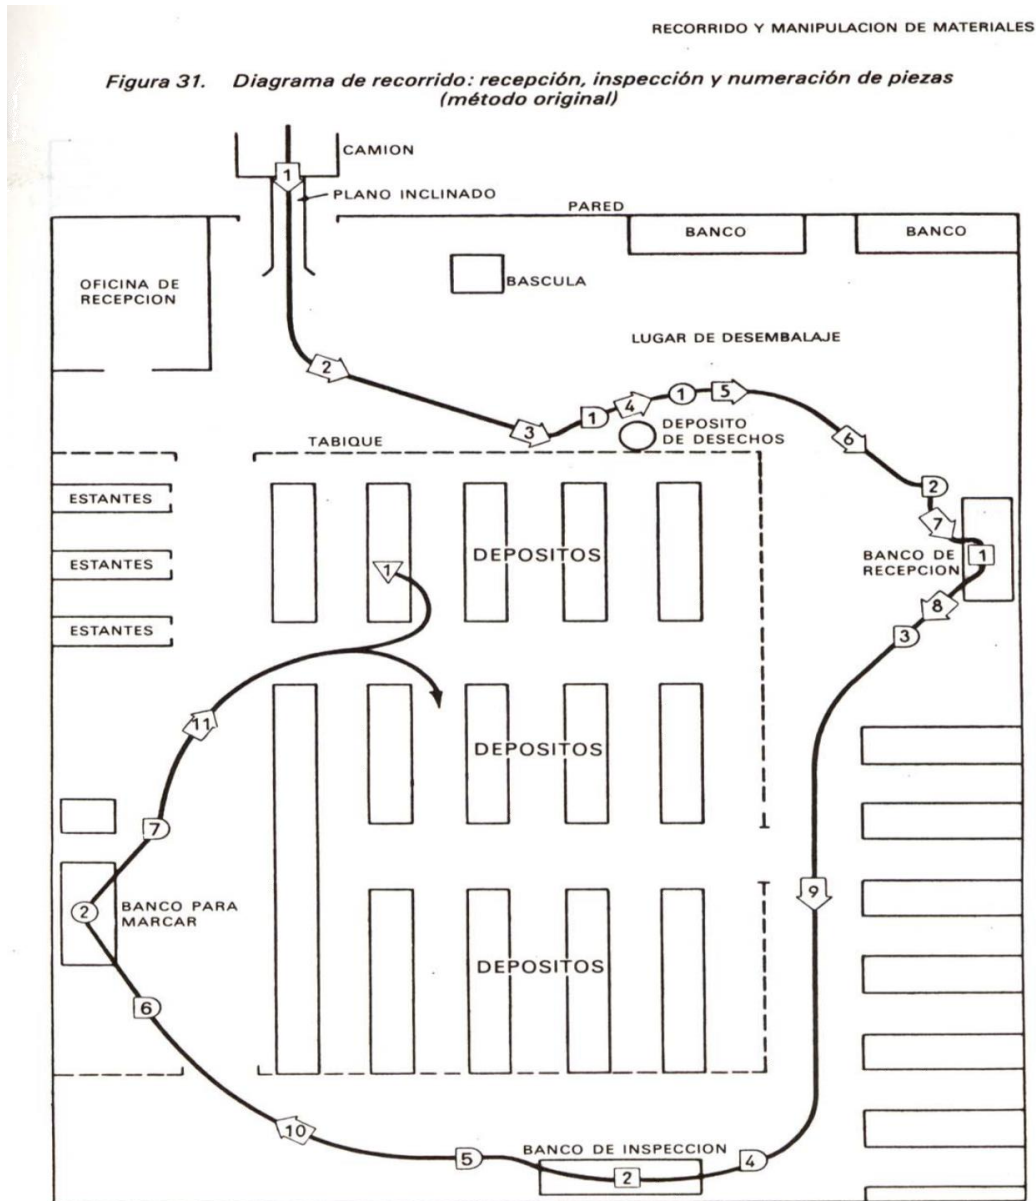 RECORRIDO Y MANIPULACION DE MATERIALES
Figura 31. Diagrama de recorrido: recepción, inspección y numeración de piezas
(método original)
CAMION
1
PLANO INCLINADO
PARED
BANCO
BANCO
OFICINA DE
RECEPCION
BASCULA
LUGAR DE DESEMBALAJE
2
3
1
4
1
5
6
DEPOSITO
DE DESECHOS
TABIQUE
2
7
ESTANTES
ESTANTES
ESTANTES
DEPOSITOS
1
BANCO DE
RECEPCION
1
8
3
11
DEPOSITOS
7
9
2
BANCO PARA
MARCAR
DEPOSITOS
6
10
5
BANCO DE INSPECCION
2
4